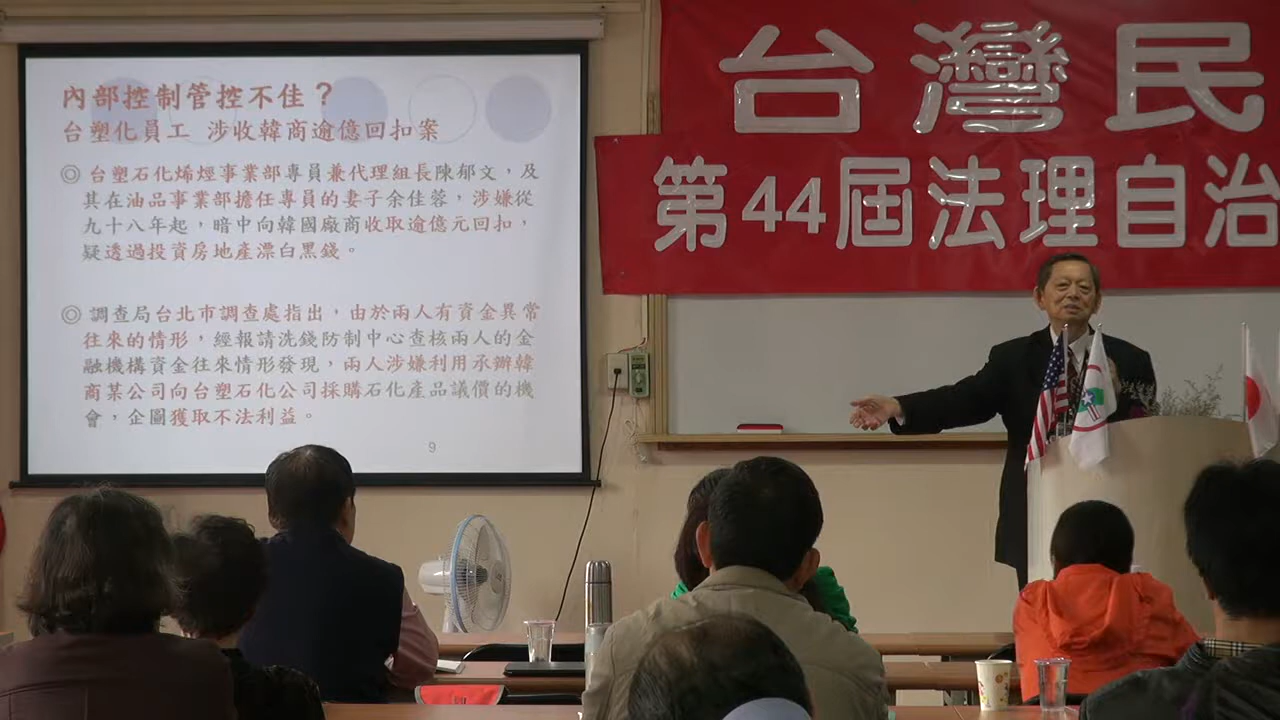 內部控制管控不佳？
台塑化員工 涉收韓商逾億回扣案
◎台塑石化烯烴事業部專員兼代理組長陳郁文，及
其在油品事業部擔任專員的妻子余佳蓉，涉嫌從
九十八年起，暗中向韓國廠商收取逾億元回扣，
疑透過投資房地產漂白黑錢。
◎調查局台北市調查處指出，由於兩人有資金異常
往來的情形，經報請洗錢防制中心查核兩人的金
融機構資金往來情形發現，兩人涉嫌利用承辦韓
商某公司向台塑石化公司採購石化產品議價的機
會，企圖獲取不法利益。
9
台灣民
第44屆法理自治